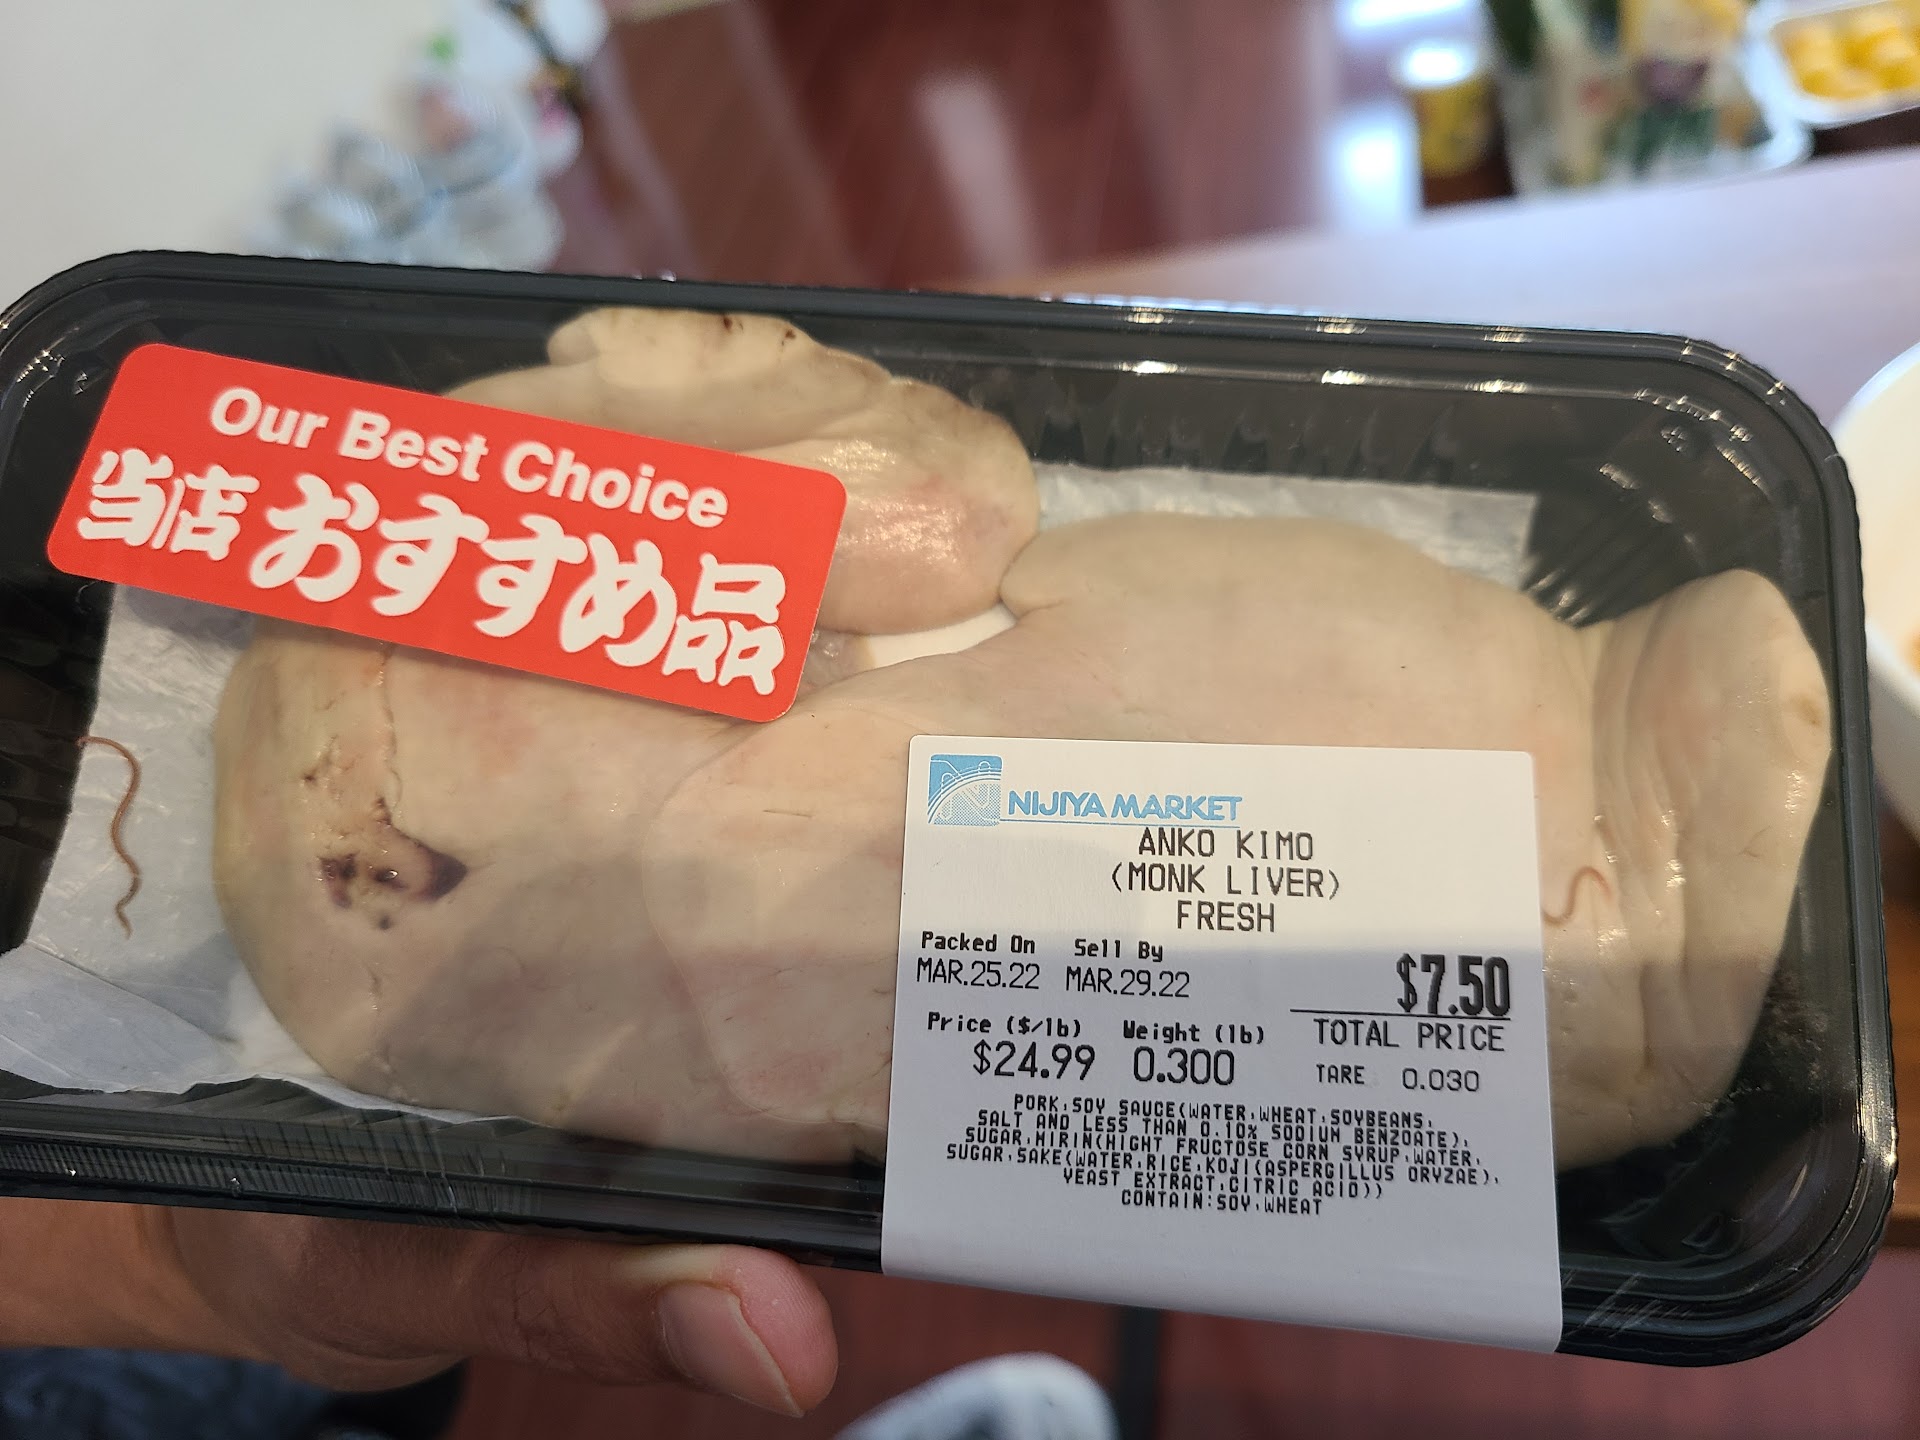 Our Best Choice
当店おすすめ品
NIJIYA MARKET
ANKO KIMO
(MONK LIVER)
FRESH
Packed On Sell By
MAR.25.22 MAR.29.22
$7.50
TOTAL PRICE
Price ($/lb) Weight (lb)
$24.99 0.300
TARE 0.030
PORK,SOY SAUCE(WATER,WHEAT,SOYBEANS,
SALT AND LESS THAN 0.10% SODIUM BENZOATE),
SUGAR,MIRIN(HIGHT FRUCTOSE CORN SYRUP,WATER,
SUGAR,SAKE(WATER,RICE,KOJI(ASPERGILLUS ORYZAE),
YEAST EXTRACT,CITRIC ACID))
CONTAIN:SOY,WHEAT